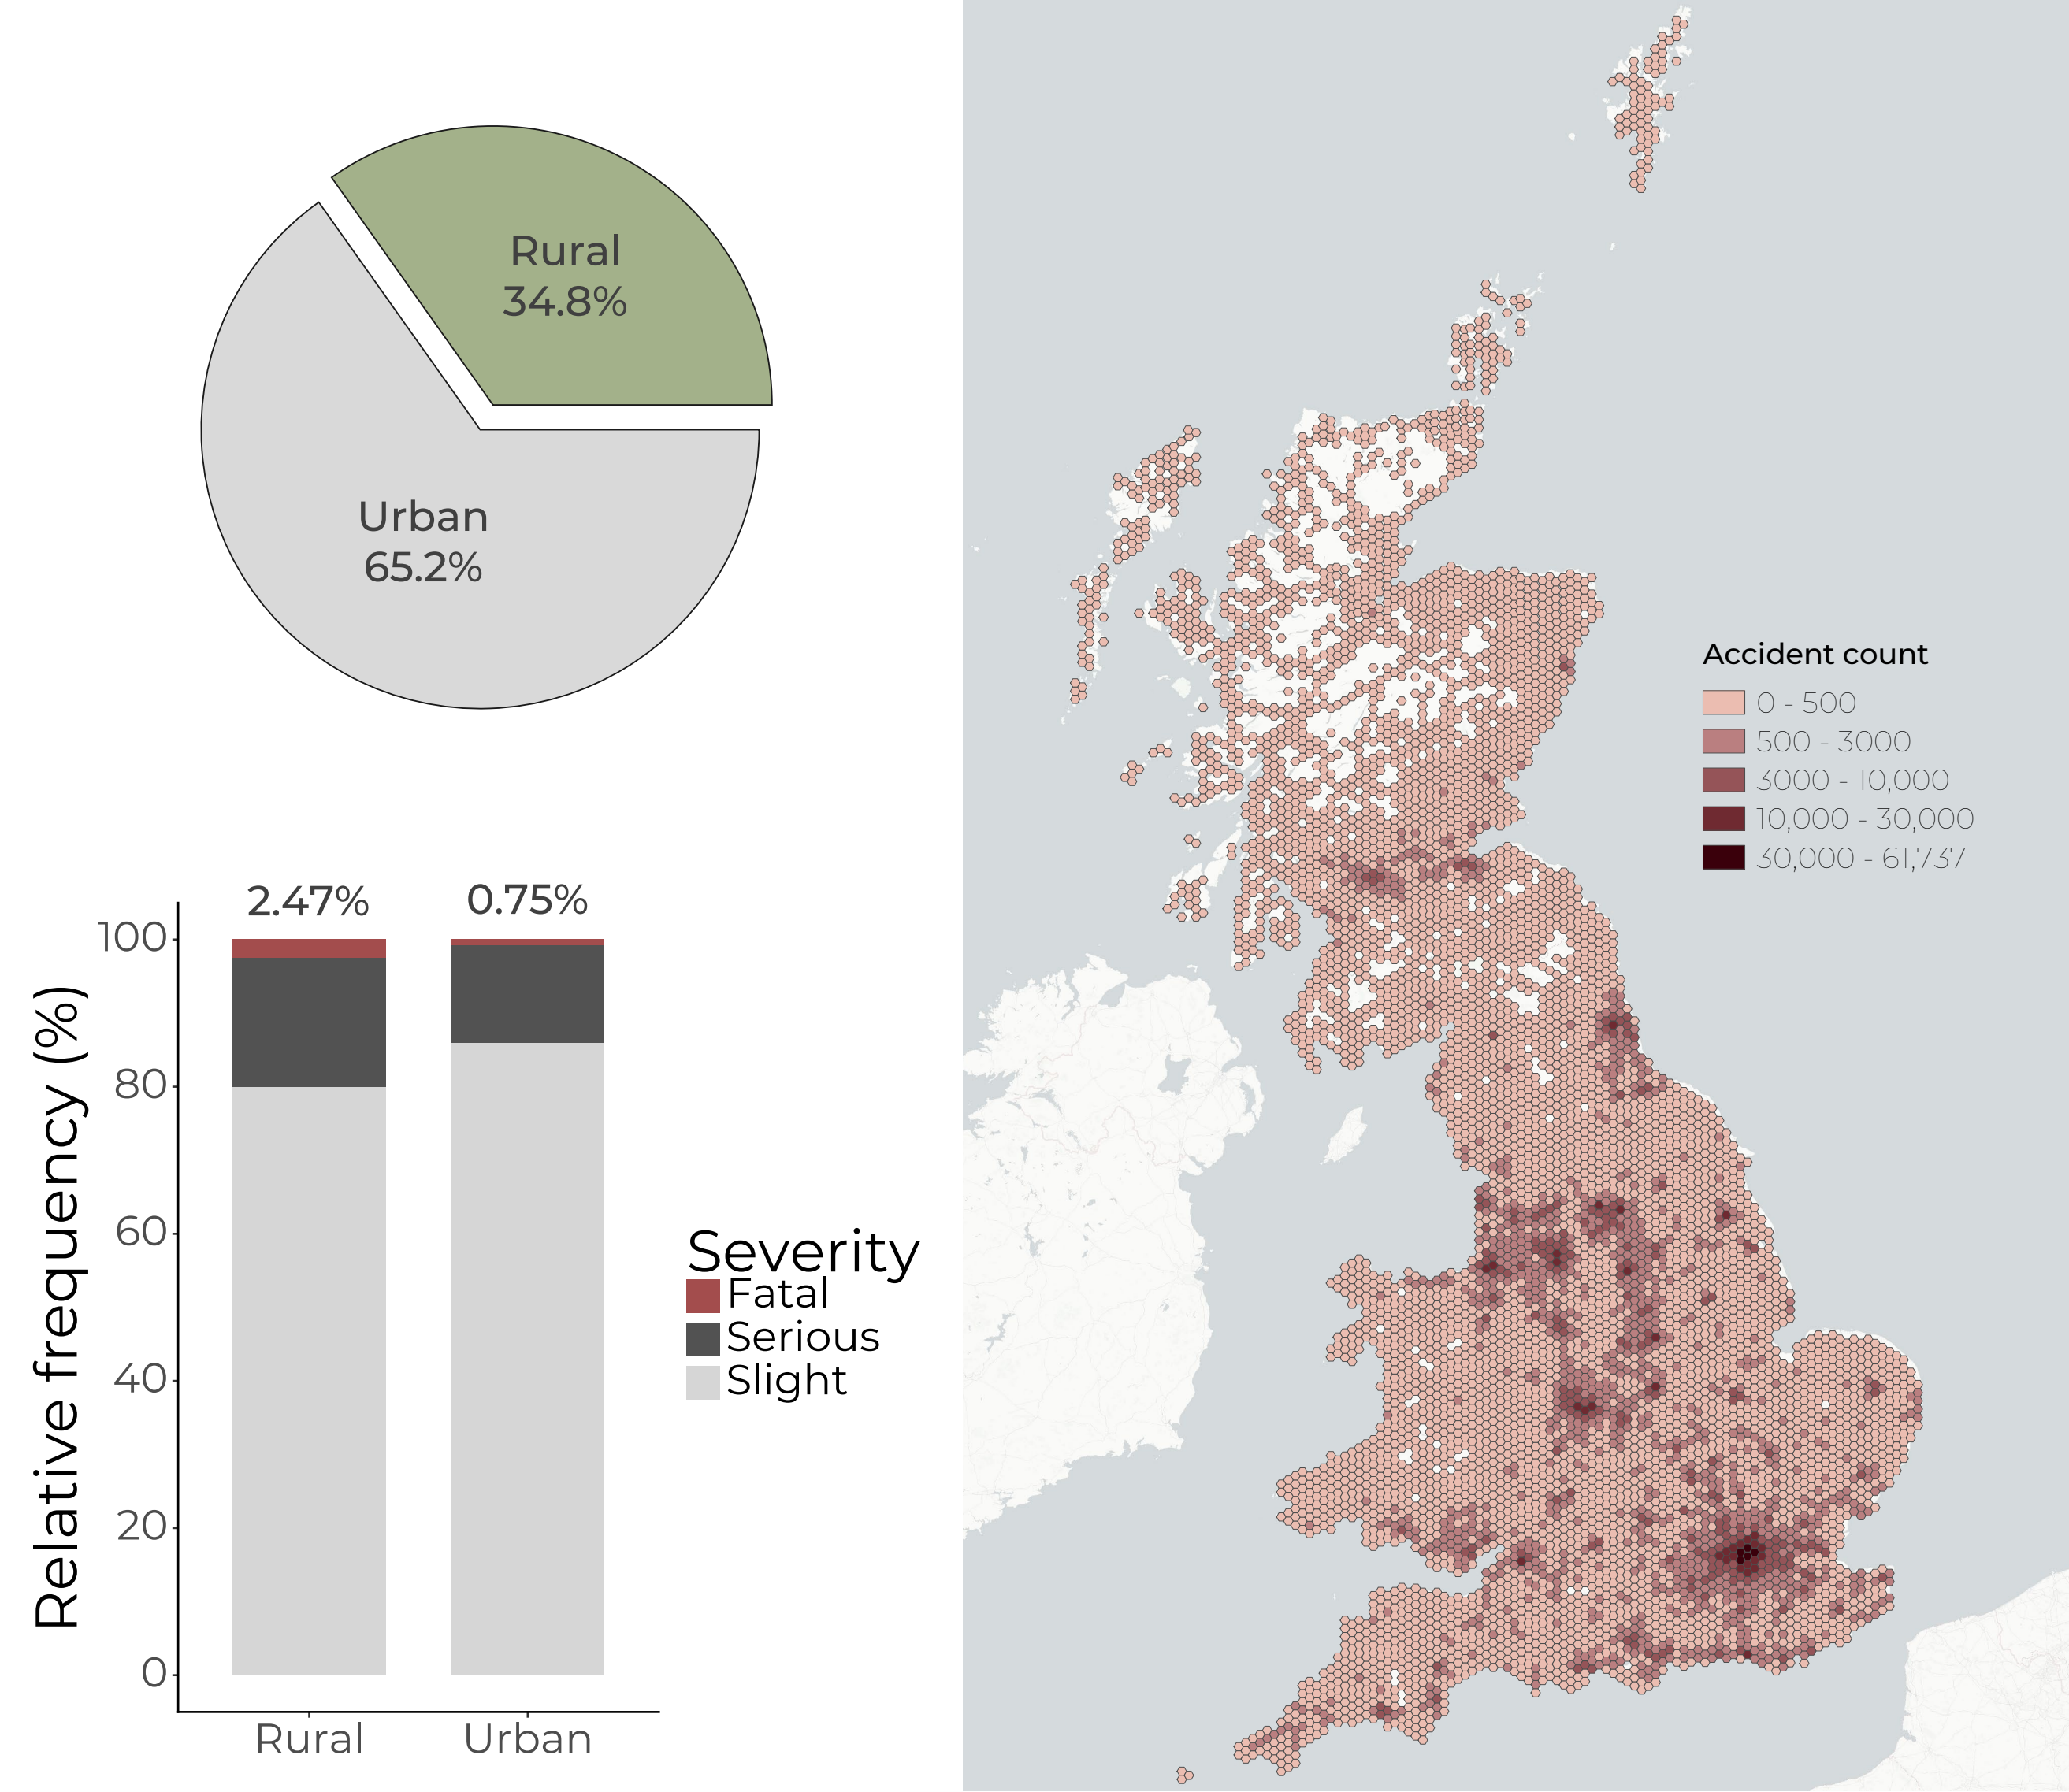 Rural
34.8%
Urban
65.2%
2.47%
0.75%
100
80
60
40
20
0
Relative frequency (%)
Rural
Urban
Severity
Fatal
Serious
Slight
Accident count
0 - 500
500 - 3000
3000 - 10,000
10,000 - 30,000
30,000 - 61,737